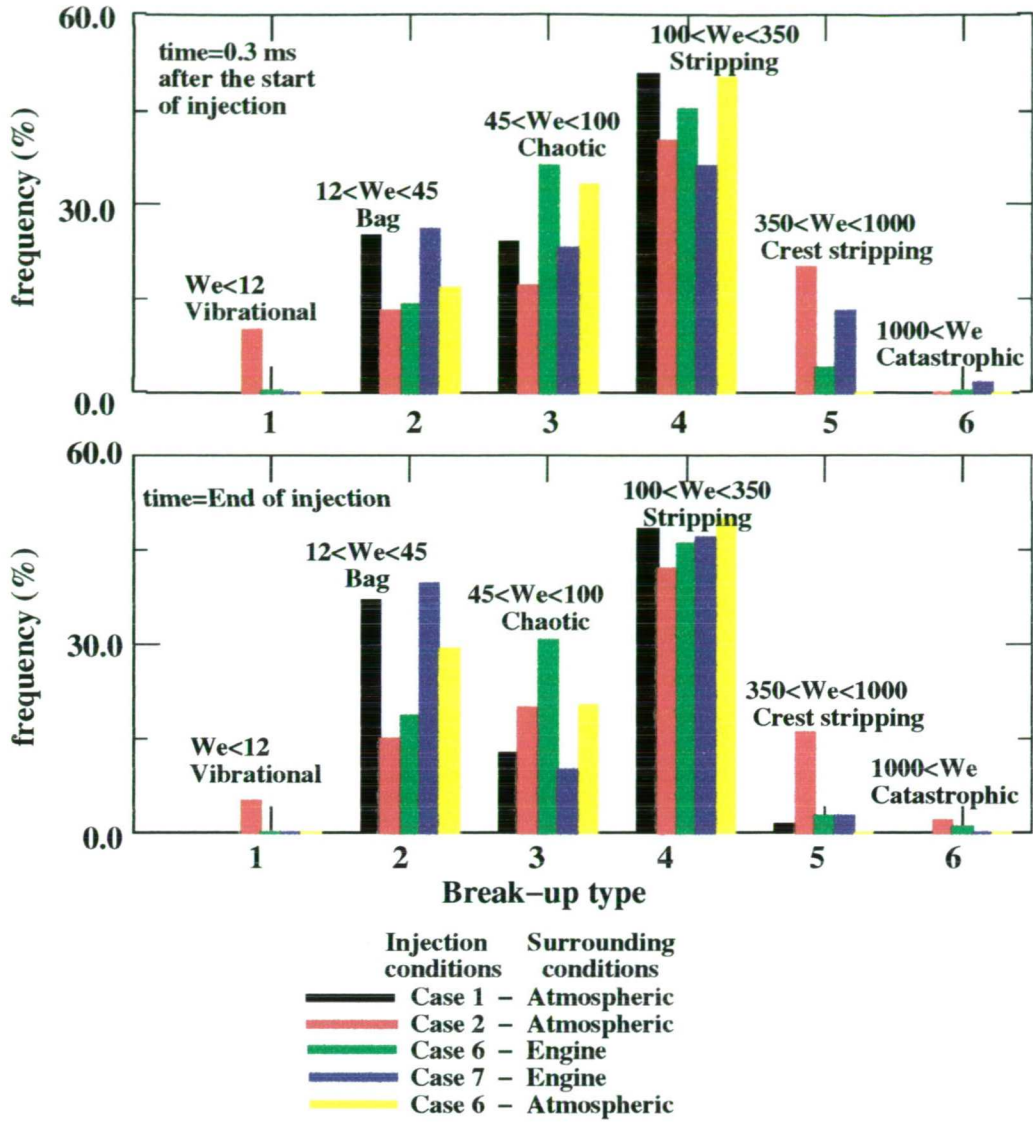 60.0
time=0.3 ms
after the start
of injection
100<We<350
Stripping
45<We<100
Chaotic
12<We<45
Bag
350<We<1000
Crest stripping
We<12
Vibrational
1000<We
Catastrophic
frequency (%)
30.0
0.0
1 2 3 4 5 6
60.0
time=End of injection
100<We<350
Stripping
12<We<45
Bag
45<We<100
Chaotic
350<We<1000
Crest stripping
We<12
Vibrational
1000<We
Catastrophic
frequency (%)
30.0
0.0
1 2 3 4 5 6
Break-up type
Injection Surrounding
conditions conditions
Case 1 – Atmospheric
Case 2 – Atmospheric
Case 6 – Engine
Case 7 – Engine
Case 6 – Atmospheric